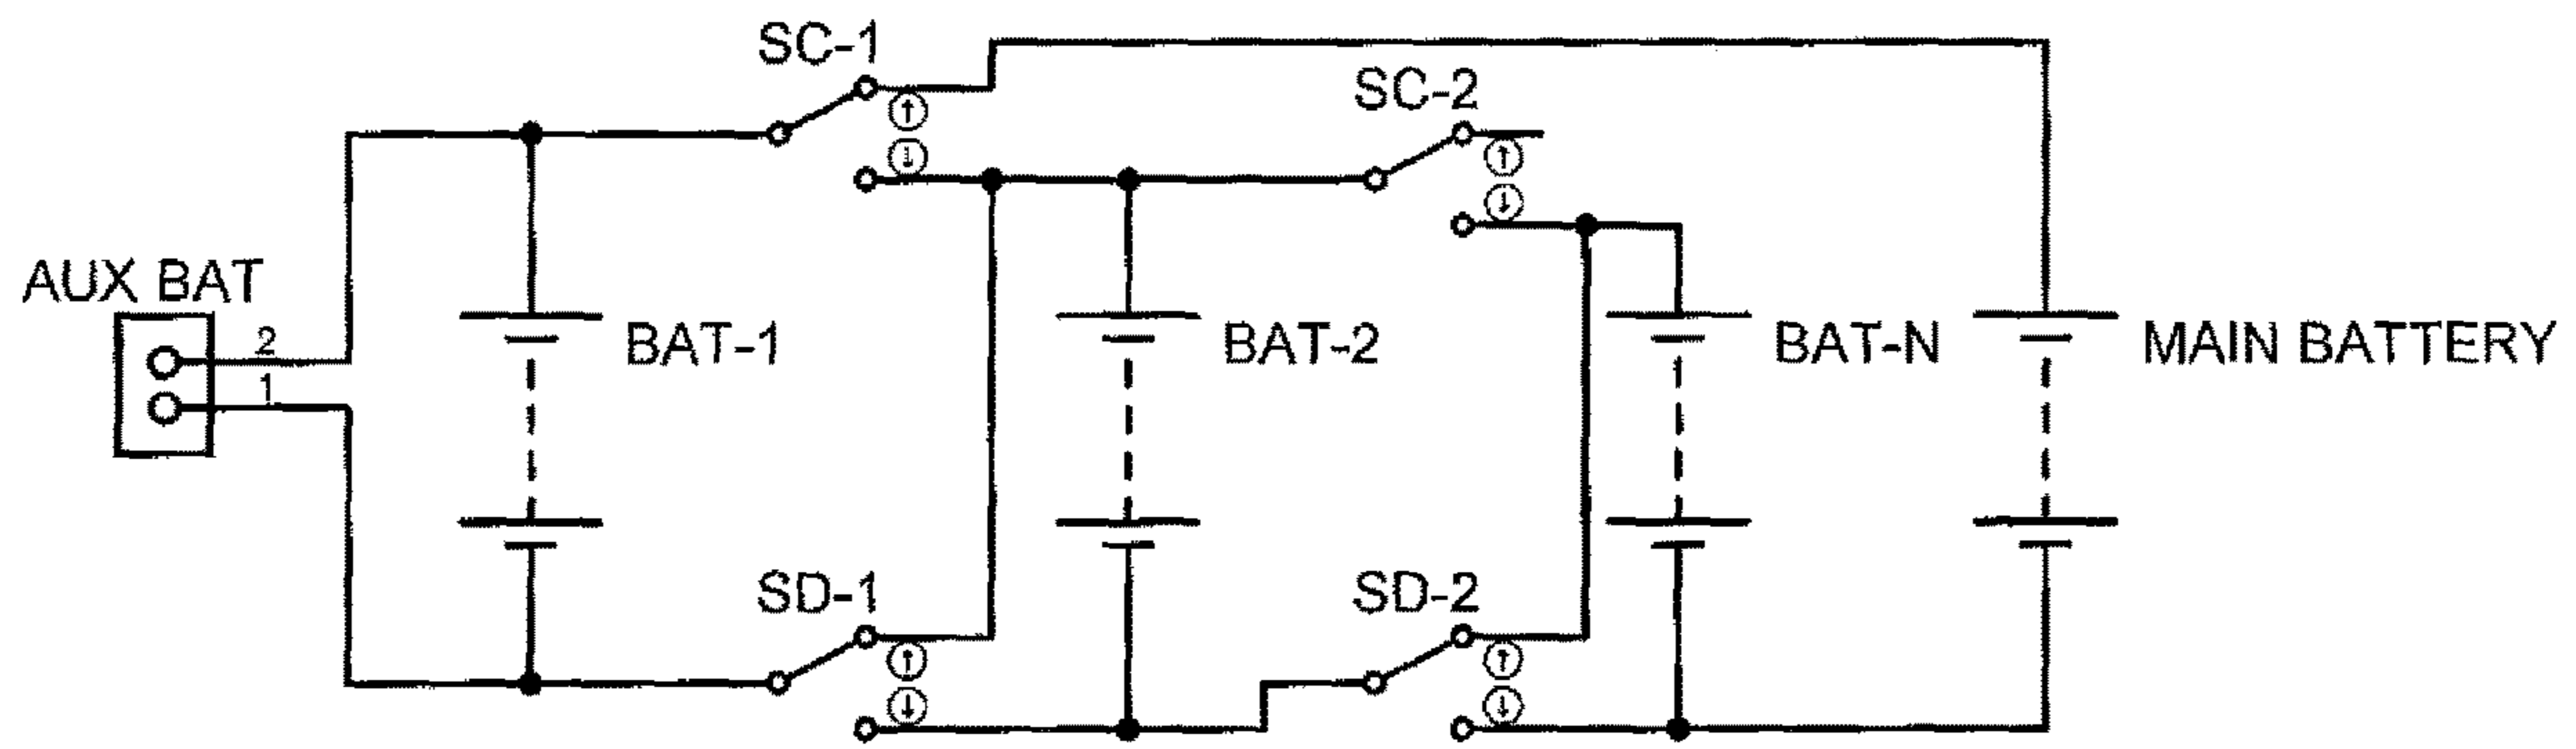 SC-1
SC-2
↑
↓
↑
↓
AUX BAT
2
1
BAT-1
BAT-2
BAT-N
MAIN BATTERY
SD-1
SD-2
↑
↓
↑
↓